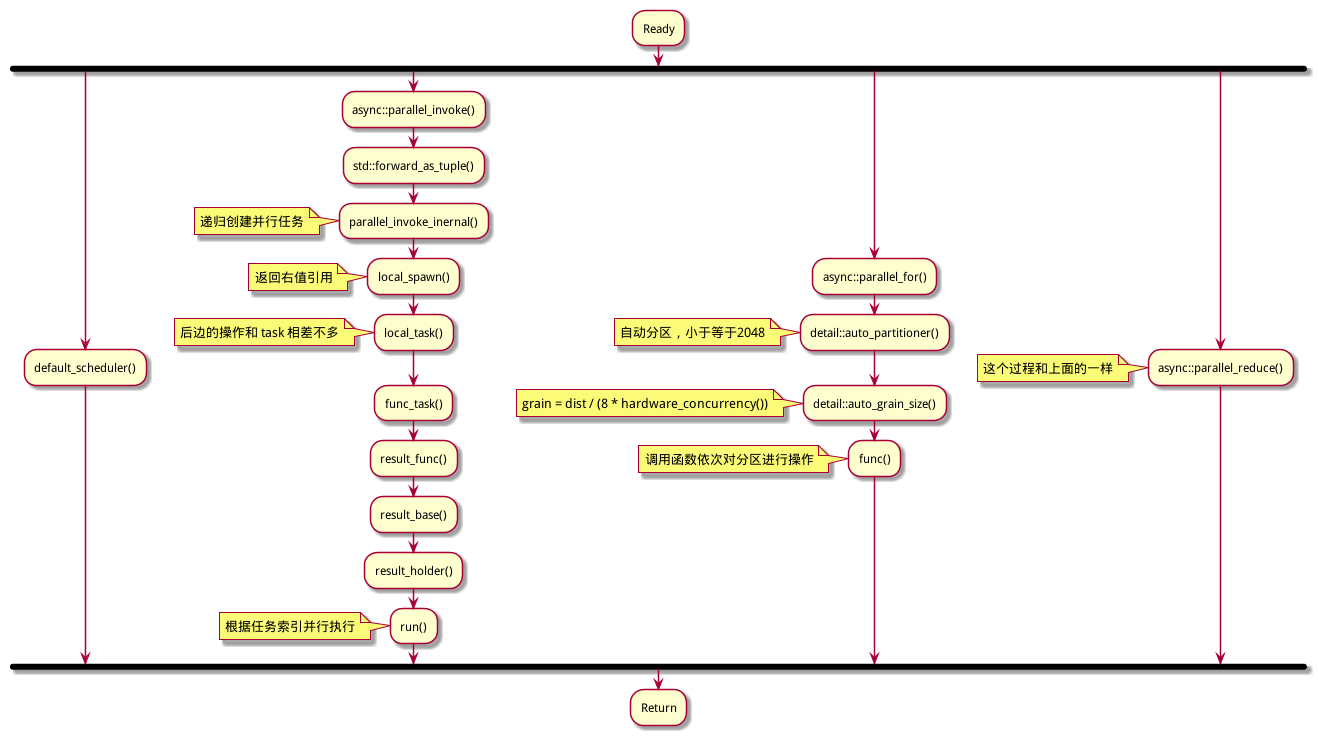 Ready
default_scheduler()
async::parallel_invoke()
std::forward_as_tuple()
递归创建并行任务
parallel_invoke_inernal()
返回右值引用
local_spawn()
后边的操作和 task 相差不多
local_task()
func_task()
result_func()
result_base()
result_holder()
根据任务索引并行执行
run()
async::parallel_for()
自动分区，小于等于2048
detail::auto_partitioner()
grain = dist / (8 * hardware_concurrency())
detail::auto_grain_size()
调用函数依次对分区进行操作
func()
这个过程和上面的一样
async::parallel_reduce()
Return